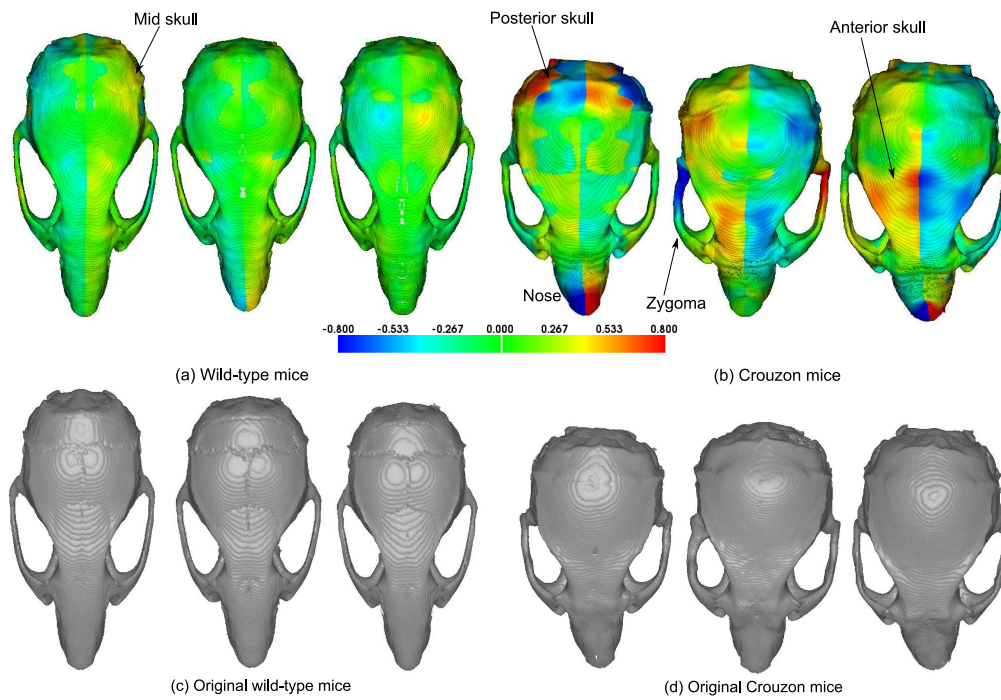 Mid skull
Posterior skull
Anterior skull
Nose
Zygoma
-0.800 -0.533 -0.267 0.000 0.267 0.533 0.800
(a) Wild-type mice
(b) Crouzon mice
(c) Original wild-type mice
(d) Original Crouzon mice